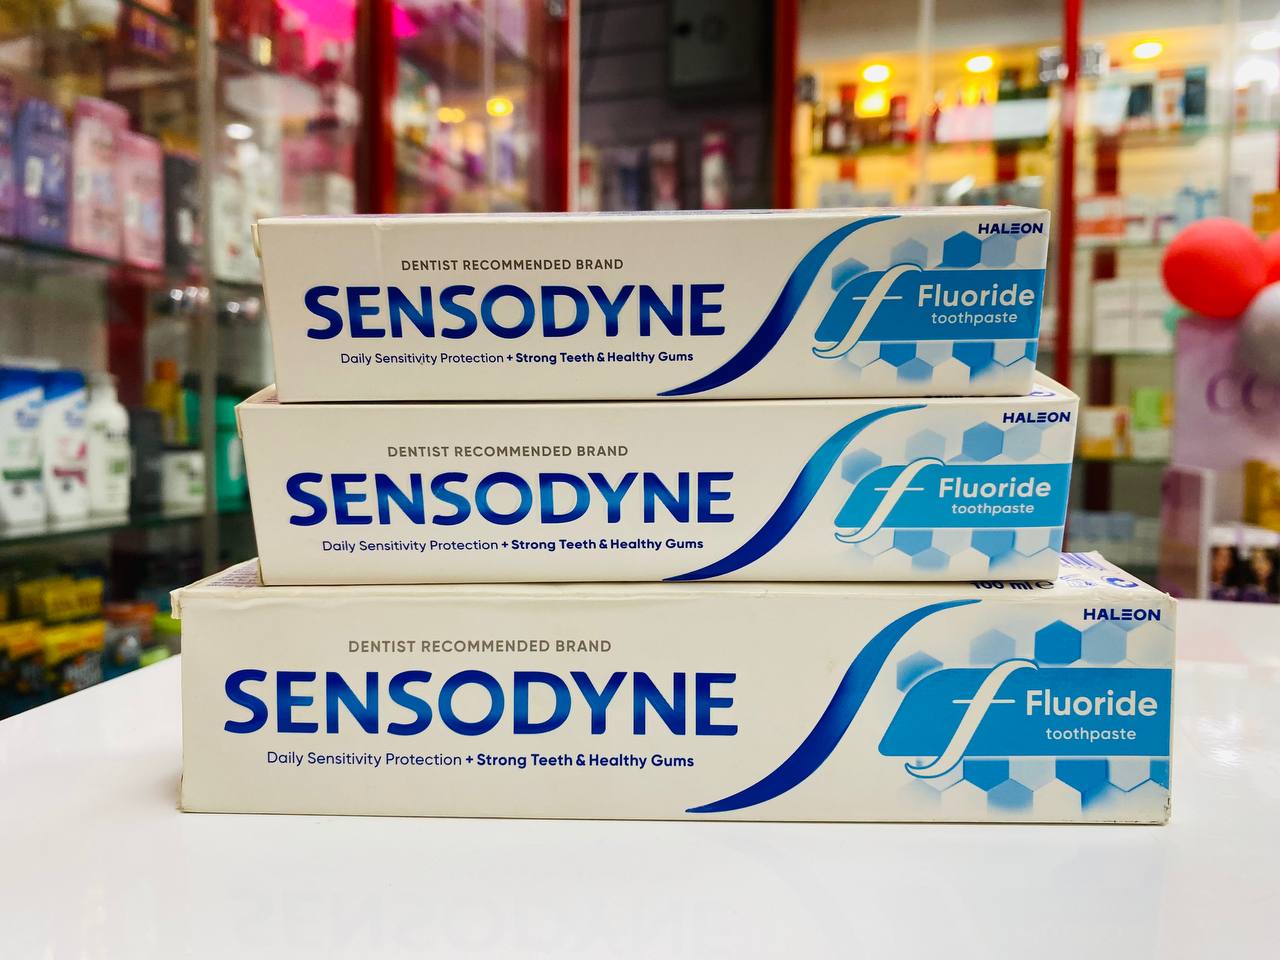 HALEON
DENTIST RECOMMENDED BRAND
SENSODYNE
Daily Sensitivity Protection + Strong Teeth & Healthy Gums
Fluoride
toothpaste
HALEON
DENTIST RECOMMENDED BRAND
SENSODYNE
Daily Sensitivity Protection + Strong Teeth & Healthy Gums
Fluoride
toothpaste
100 ml e
HALEON
DENTIST RECOMMENDED BRAND
SENSODYNE
Daily Sensitivity Protection + Strong Teeth & Healthy Gums
Fluoride
toothpaste